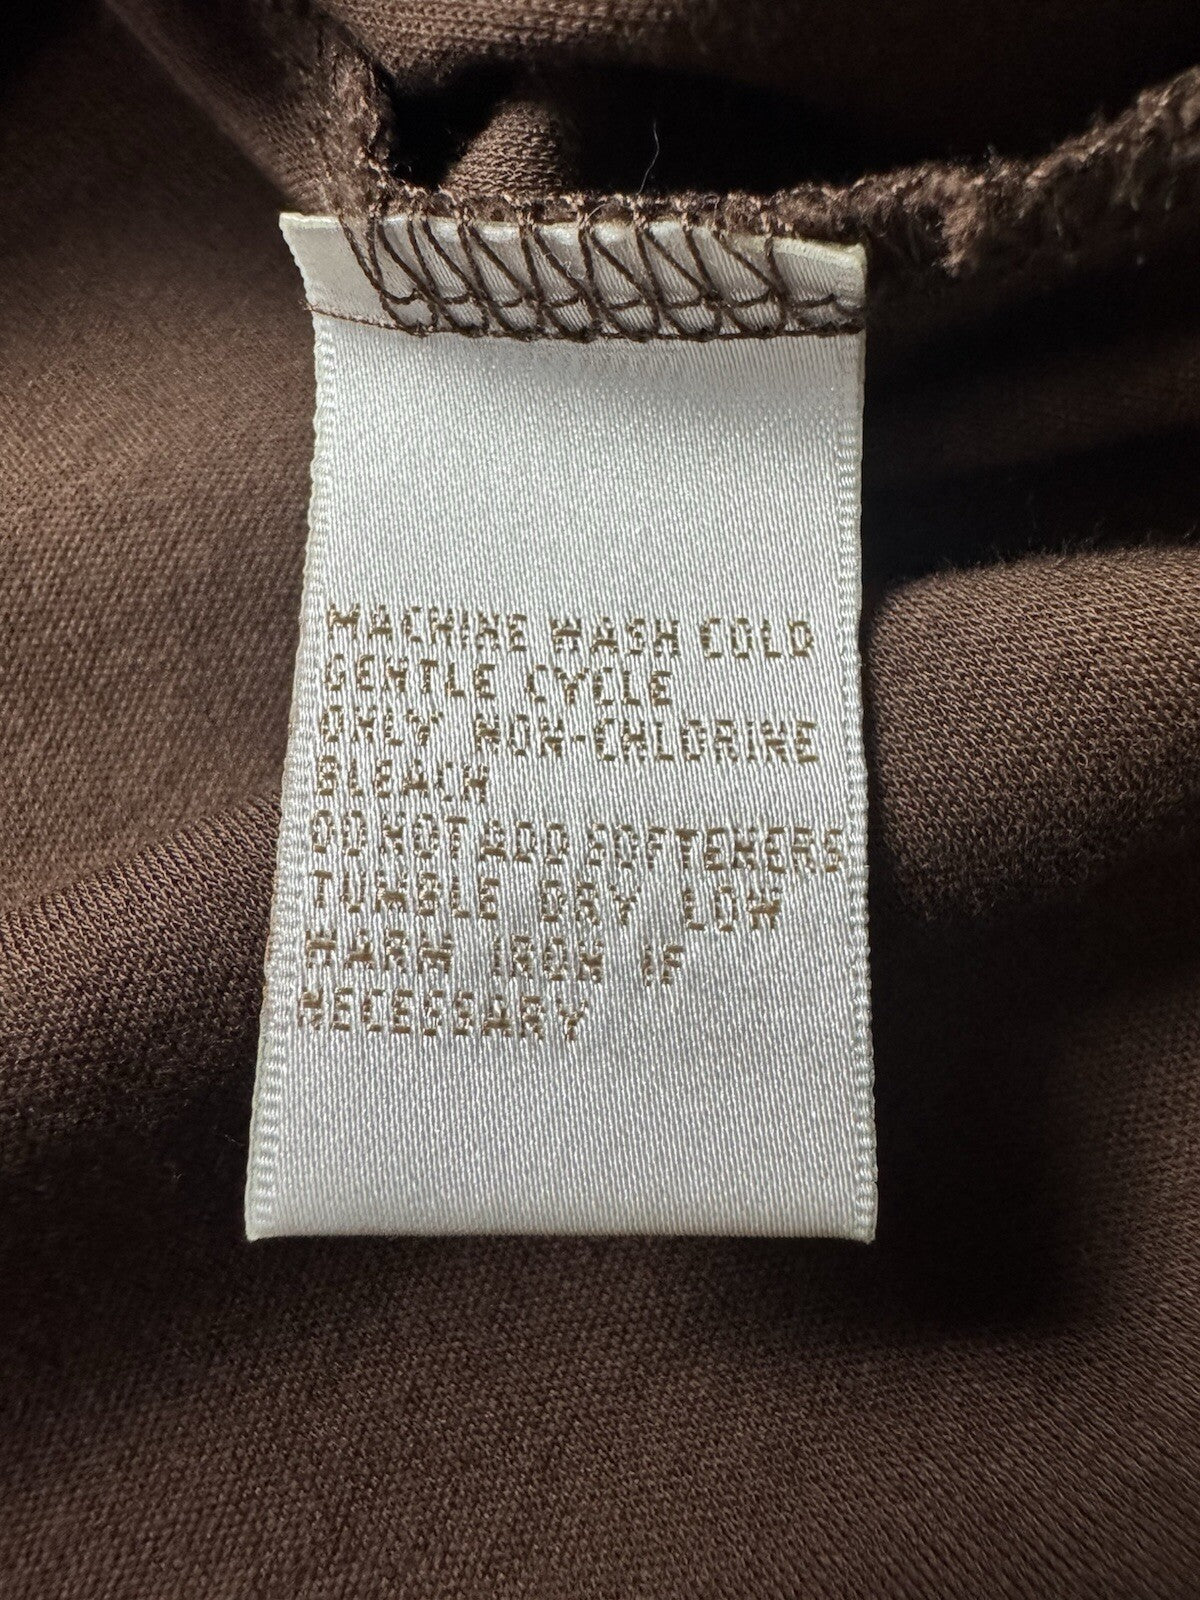 MACHINE WASH COLD
GENTLE CYCLE
ONLY NON-CHLORINE
BLEACH
DO NOT ADD SOFTENERS
TUMBLE DRY LOW
WARM IRON IF
NECESSARY